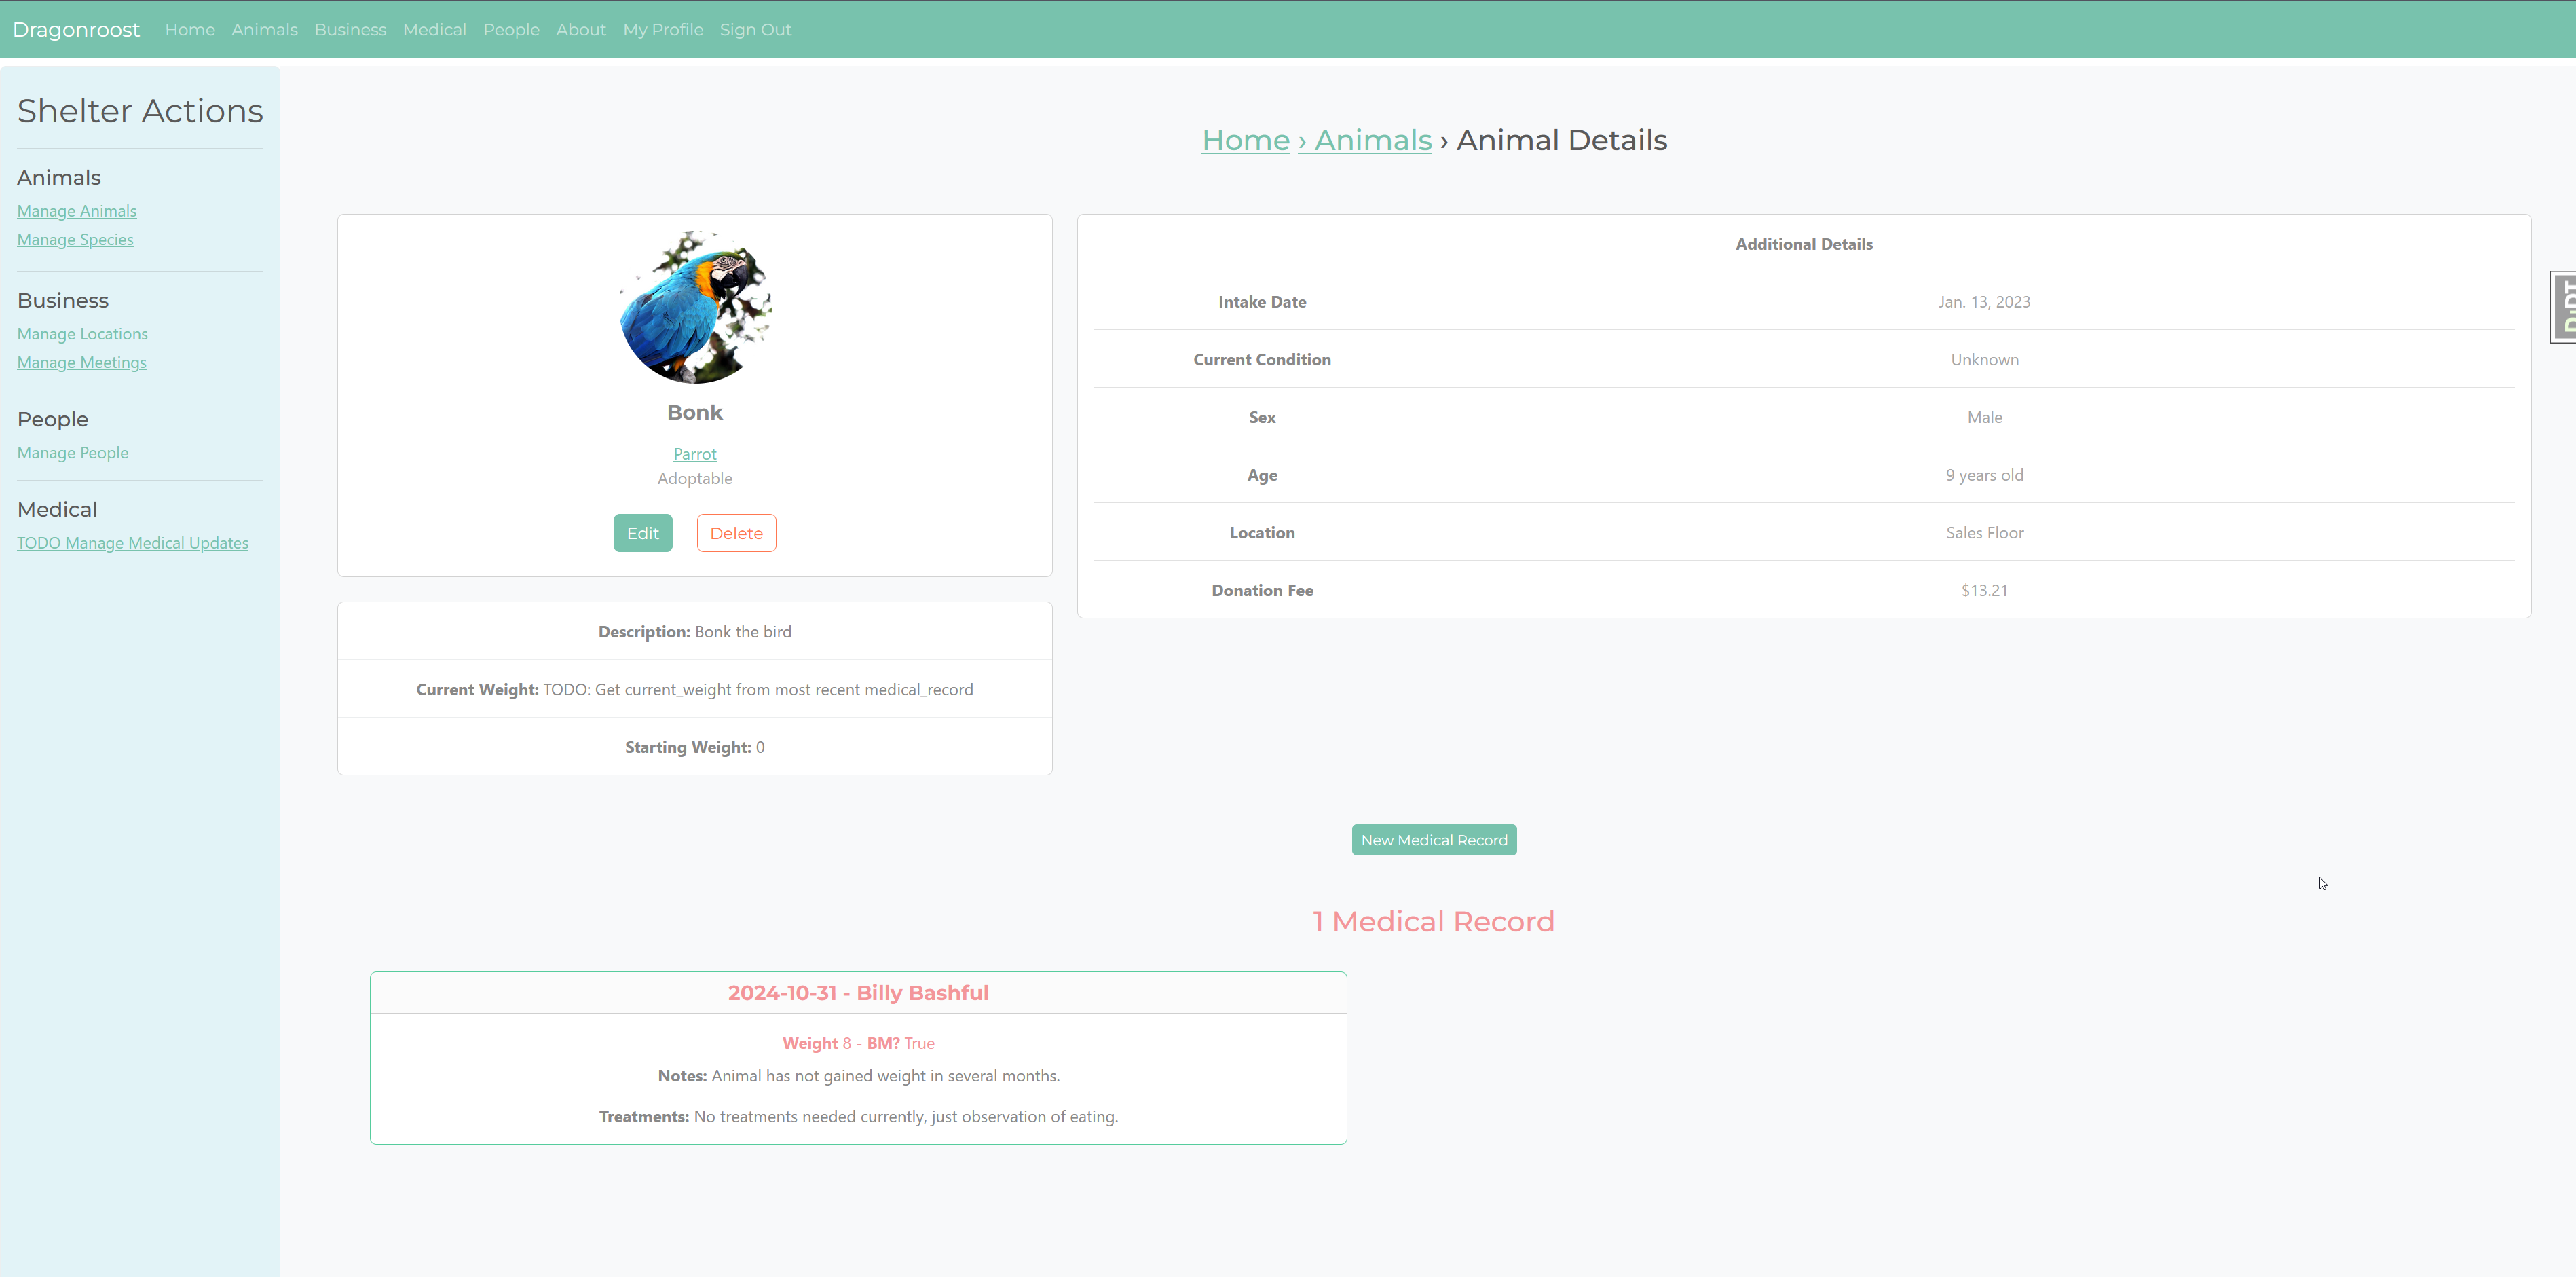 Dragonroost Home Animals Business Medical People About My Profile Sign Out
Shelter Actions
Animals
Manage Animals
Manage Species
Business
Manage Locations
Manage Meetings
People
Manage People
Medical
TODO Manage Medical Updates
Home › Animals › Animal Details
Bonk
Parrot
Adoptable
Edit Delete
Description: Bonk the bird
Current Weight: TODO: Get current_weight from most recent medical_record
Starting Weight: 0
Additional Details
Intake Date Jan. 13, 2023
Current Condition Unknown
Sex Male
Age 9 years old
Location Sales Floor
Donation Fee $13.21
New Medical Record
1 Medical Record
2024-10-31 - Billy Bashful
Weight 8 - BM? True
Notes: Animal has not gained weight in several months.
Treatments: No treatments needed currently, just observation of eating.